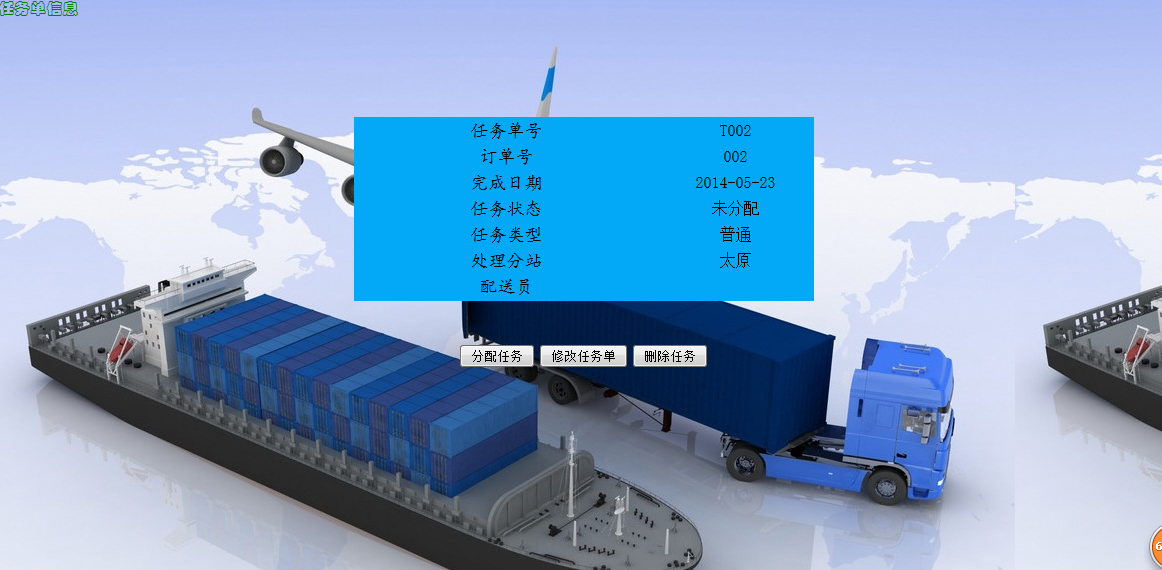 任务单信息
任务单号 T002
订单号 002
完成日期 2014-05-23
任务状态 未分配
任务类型 普通
处理分站 太原
配送员
分配任务 修改任务单 删除任务
6